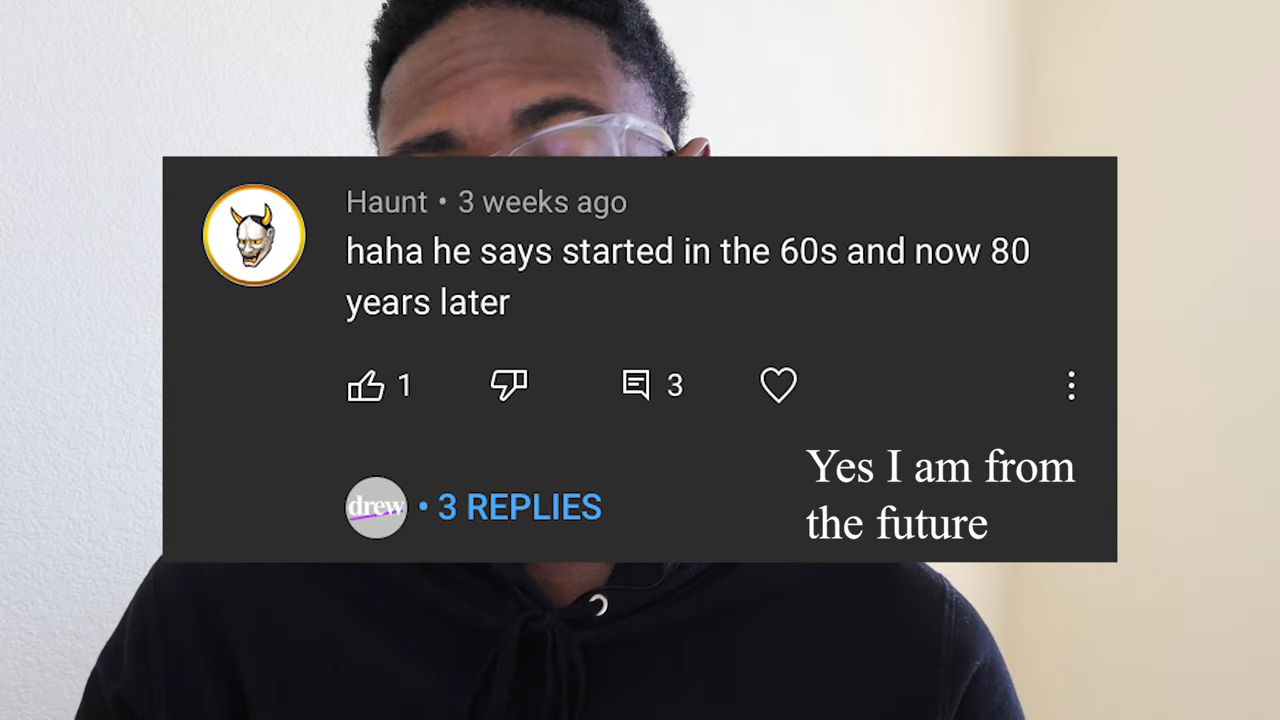 Haunt • 3 weeks ago
haha he says started in the 60s and now 80
years later
1
3
drew • 3 REPLIES
Yes I am from
the future